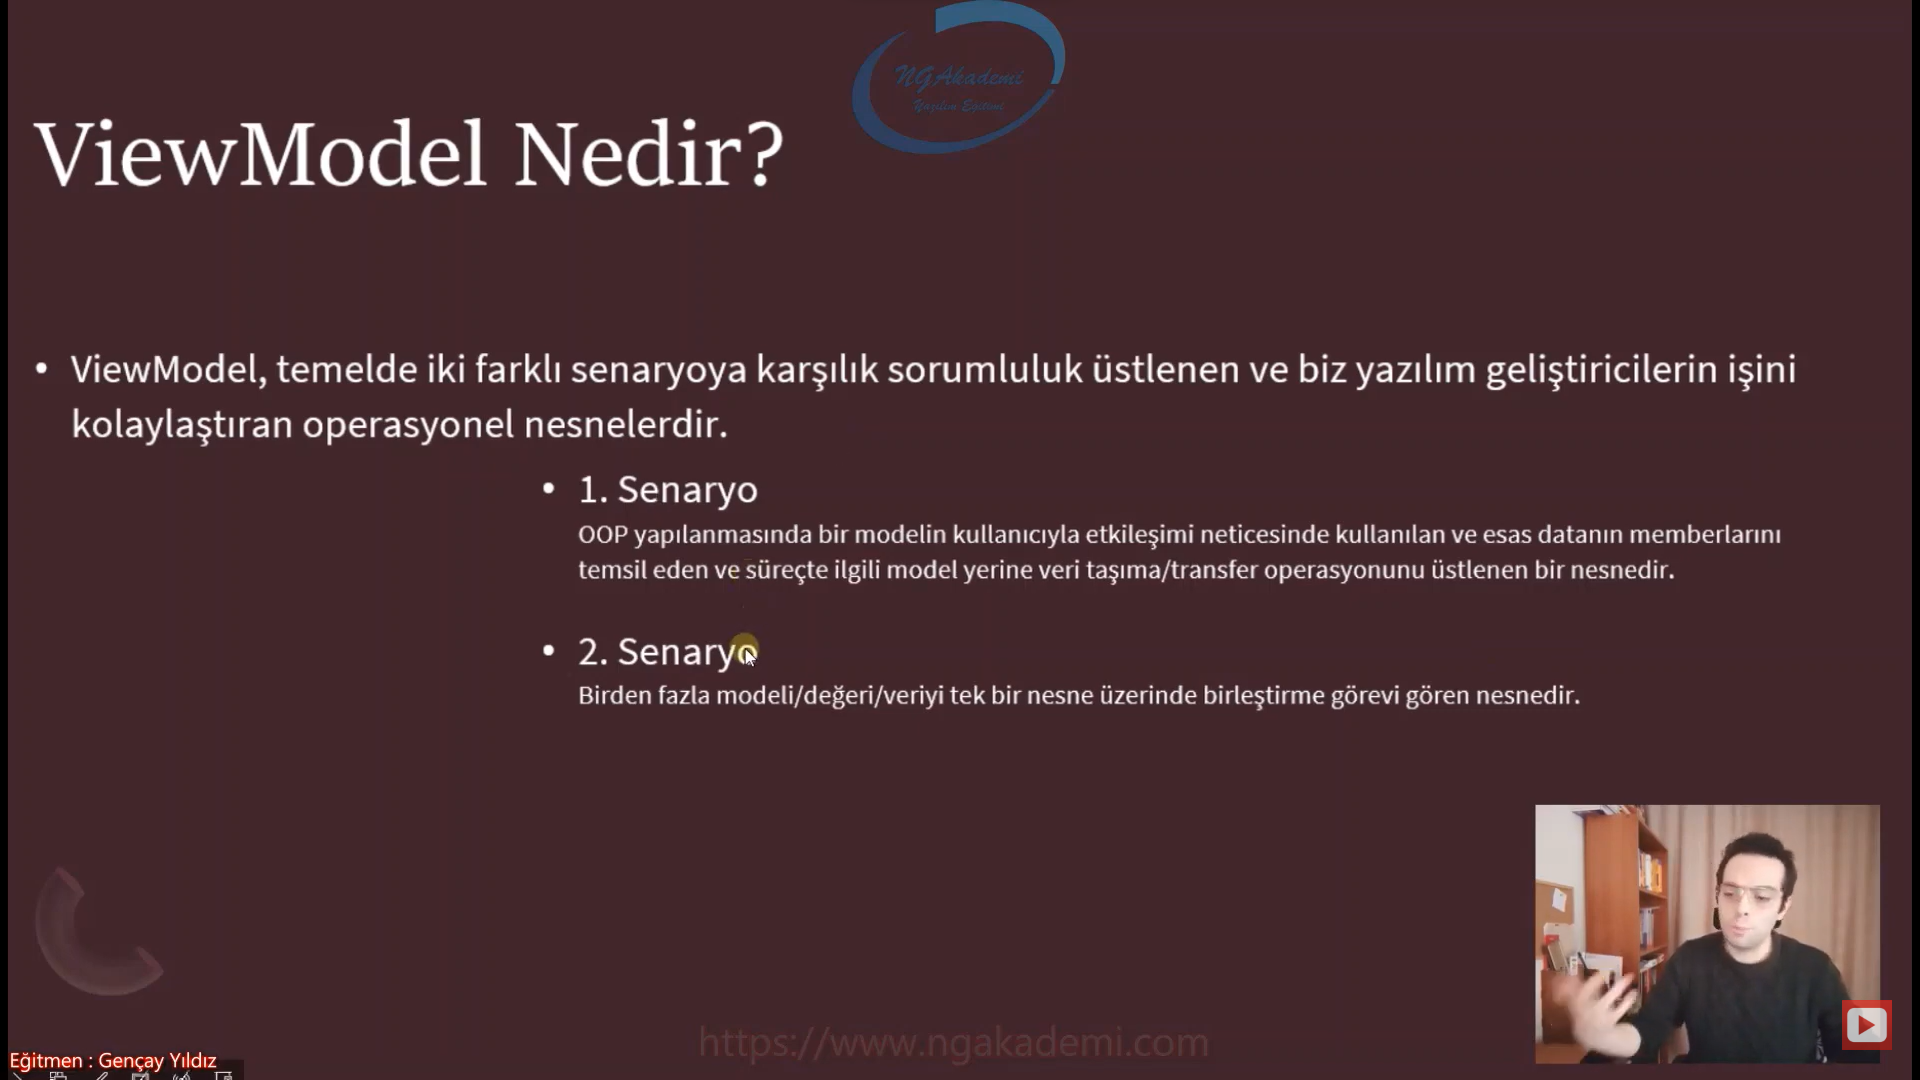 NGAkademi
Yazılım Eğitimi
ViewModel Nedir?
• ViewModel, temelde iki farklı senaryoya karşılık sorumluluk üstlenen ve biz yazılım geliştiricilerin işini
kolaylaştıran operasyonel nesnelerdir.
• 1. Senaryo
OOP yapılanmasında bir modelin kullanıcıyla etkileşimi neticesinde kullanılan ve esas datanın memberlarını
temsil eden ve süreçte ilgili model yerine veri taşıma/transfer operasyonunu üstlenen bir nesnedir.
• 2. Senaryo
Birden fazla modeli/değeri/veriyi tek bir nesne üzerinde birleştirme görevi gören nesnedir.
https://www.ngakademi.com
Eğitmen : Gençay Yıldız